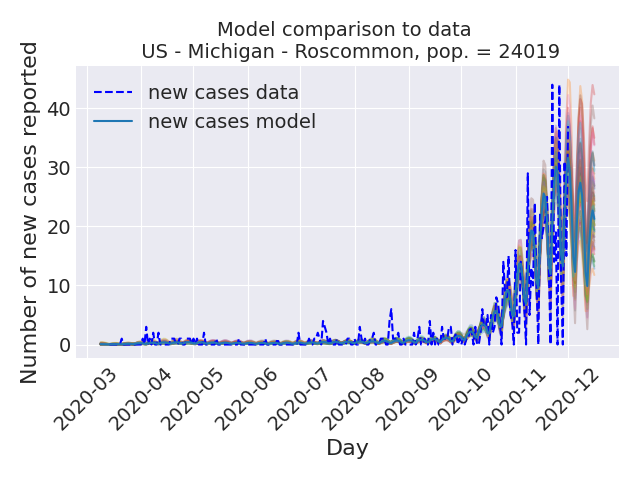 Model comparison to data
US - Michigan - Roscommon, pop. = 24019
new cases data
new cases model
Number of new cases reported
40
30
20
10
0
2020-03
2020-04
2020-05
2020-06
2020-07
2020-08
2020-09
2020-10
2020-11
2020-12
Day